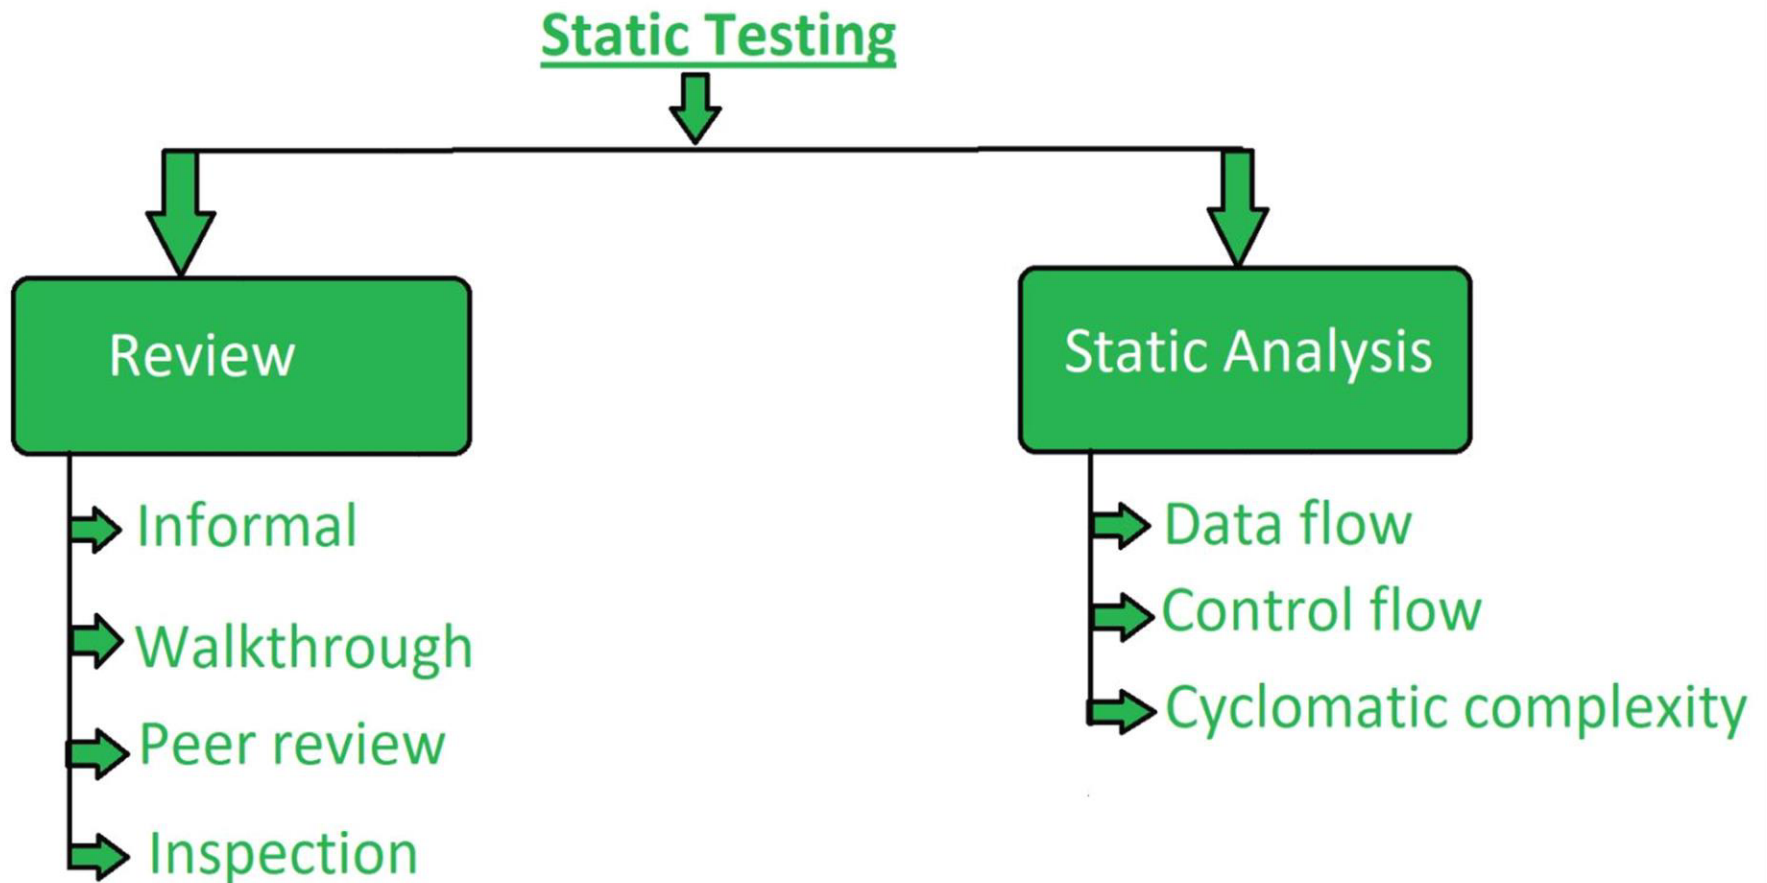 Static Testing
Review
Static Analysis
Informal
Walkthrough
Peer review
Inspection
Data flow
Control flow
Cyclomatic complexity